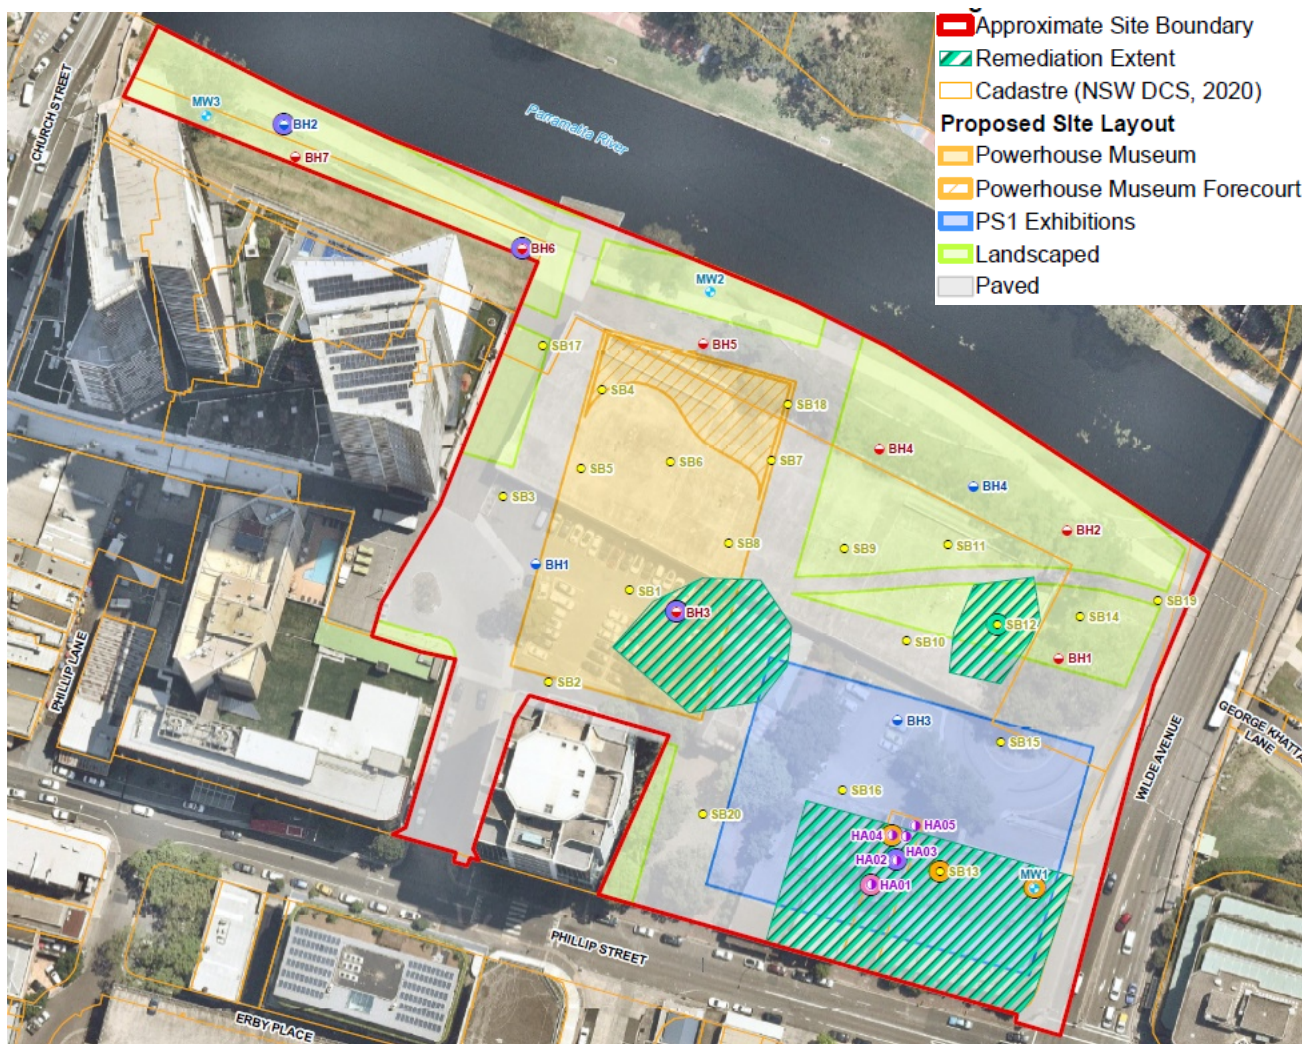 Approximate Site Boundary
Remediation Extent
Cadastre (NSW DCS, 2020)
Proposed SIte Layout
Powerhouse Museum
Powerhouse Museum Forecourt
PS1 Exhibitions
Landscaped
Paved
CHURCH STREET
MW3
BH2
BH7
Parramatta River
BH6
MW2
SB17
BH5
SB4
SB18
BH4
SB5
SB6
SB7
SB3
BH4
BH2
SB8
SB9
SB11
BH1
SB1
BH3
SB12
SB14
SB19
SB10
BH1
PHILLIP LANE
SB2
BH3
SB15
WILDE AVENUE
GEORGE KHATTA
LANE
SB16
SB20
HA05
HA04
HA03
HA02
HA01
SB13
MW1
PHILLIP STREET
ERBY PLACE